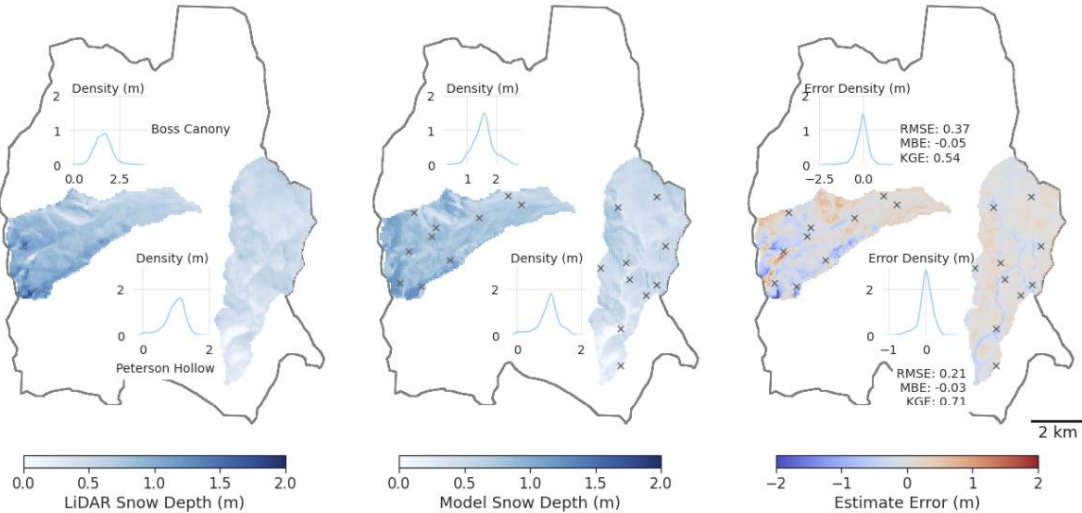 Density (m)
2
1
0
0.0 2.5
Boss Canony
Density (m)
2
0
0 2
Peterson Hollow
0.0 0.5 1.0 1.5 2.0
LiDAR Snow Depth (m)
Density (m)
2
1
0
1 2
Density (m)
2
0
0 2
0.0 0.5 1.0 1.5 2.0
Model Snow Depth (m)
Error Density (m)
2
1
0
−2.5 0.0
RMSE: 0.37
MBE: -0.05
KGE: 0.54
Error Density (m)
2
0
−1 0
RMSE: 0.21
MBE: -0.03
KGE: 0.71
2 km
−2 −1 0 1 2
Estimate Error (m)